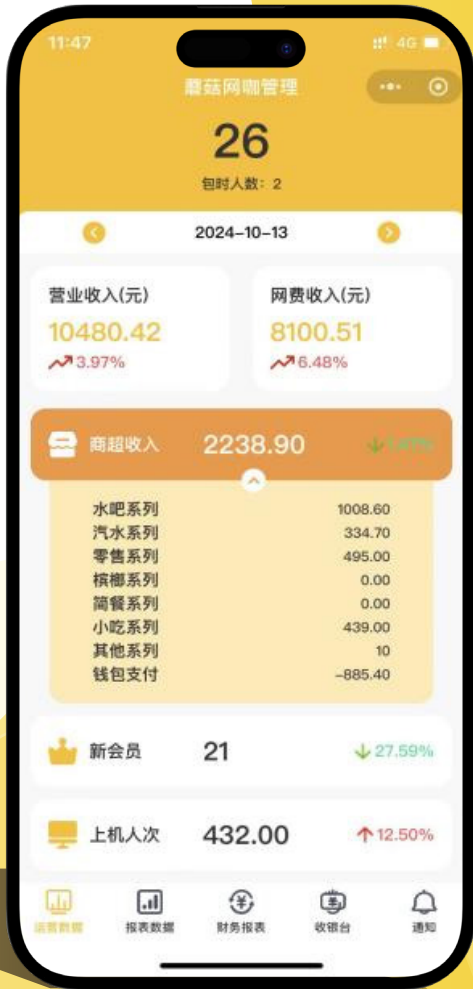 11:47 4G
蘑菇网咖管理
26
包时人数：2
2024-10-13
营业收入(元) 网费收入(元)
10480.42 8100.51
3.97% 6.48%
商超收入 2238.90
水吧系列 1008.60
汽水系列 334.70
零售系列 495.00
槟榔系列 0.00
简餐系列 0.00
小吃系列 439.00
其他系列 10
钱包支付 -885.40
新会员 21 27.59%
上机人次 432.00 12.50%
运营数据 报表数据 财务报表 收银台 通知